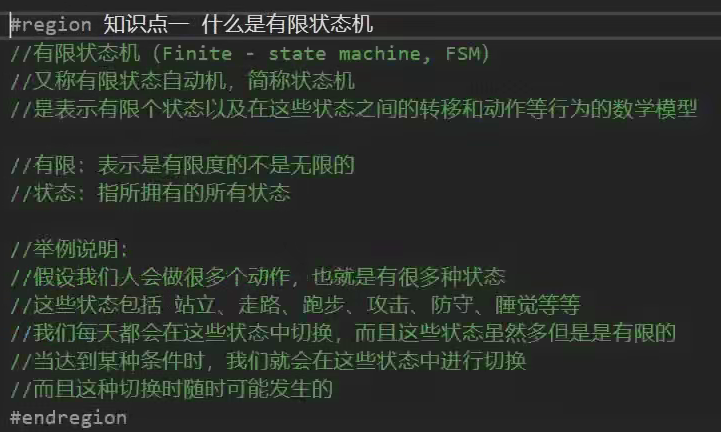 #region 知识点一 什么是有限状态机
//有限状态机（Finite - state machine, FSM）
//又称有限状态自动机，简称状态机
//是表示有限个状态以及在这些状态之间的转移和动作等行为的数学模型
//有限：表示是有限度的不是无限的
//状态：指所拥有的所有状态
//举例说明：
//假设我们人会做很多个动作，也就是有很多种状态
//这些状态包括 站立、走路、跑步、攻击、防守、睡觉等等
//我们每天都会在这些状态中切换，而且这些状态虽然多但是是有限的
//当达到某种条件时，我们就会在这些状态中进行切换
//而且这种切换时随时可能发生的
#endregion